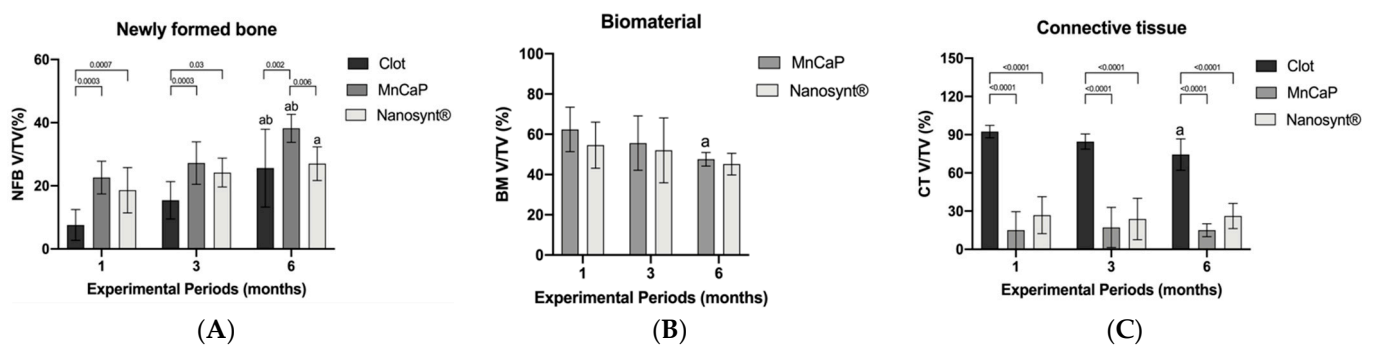 Newly formed bone
NFB V/TV(%)
60
40
20
0
0.0007
0.0003
0.03
0.0003
0.002
0.006
ab
ab
a
1
3
6
Experimental Periods (months)
Clot
MnCaP
Nanosynt®
(A)
Biomaterial
BM V/TV (%)
100
80
60
40
20
0
a
1
3
6
Experimental Periods (months)
MnCaP
Nanosynt®
(B)
Connective tissue
CT V/TV (%)
150
120
90
60
30
0
<0.0001
<0.0001
<0.0001
<0.0001
<0.0001
<0.0001
a
1
3
6
Experimental Periods (months)
Clot
MnCaP
Nanosynt®
(C)